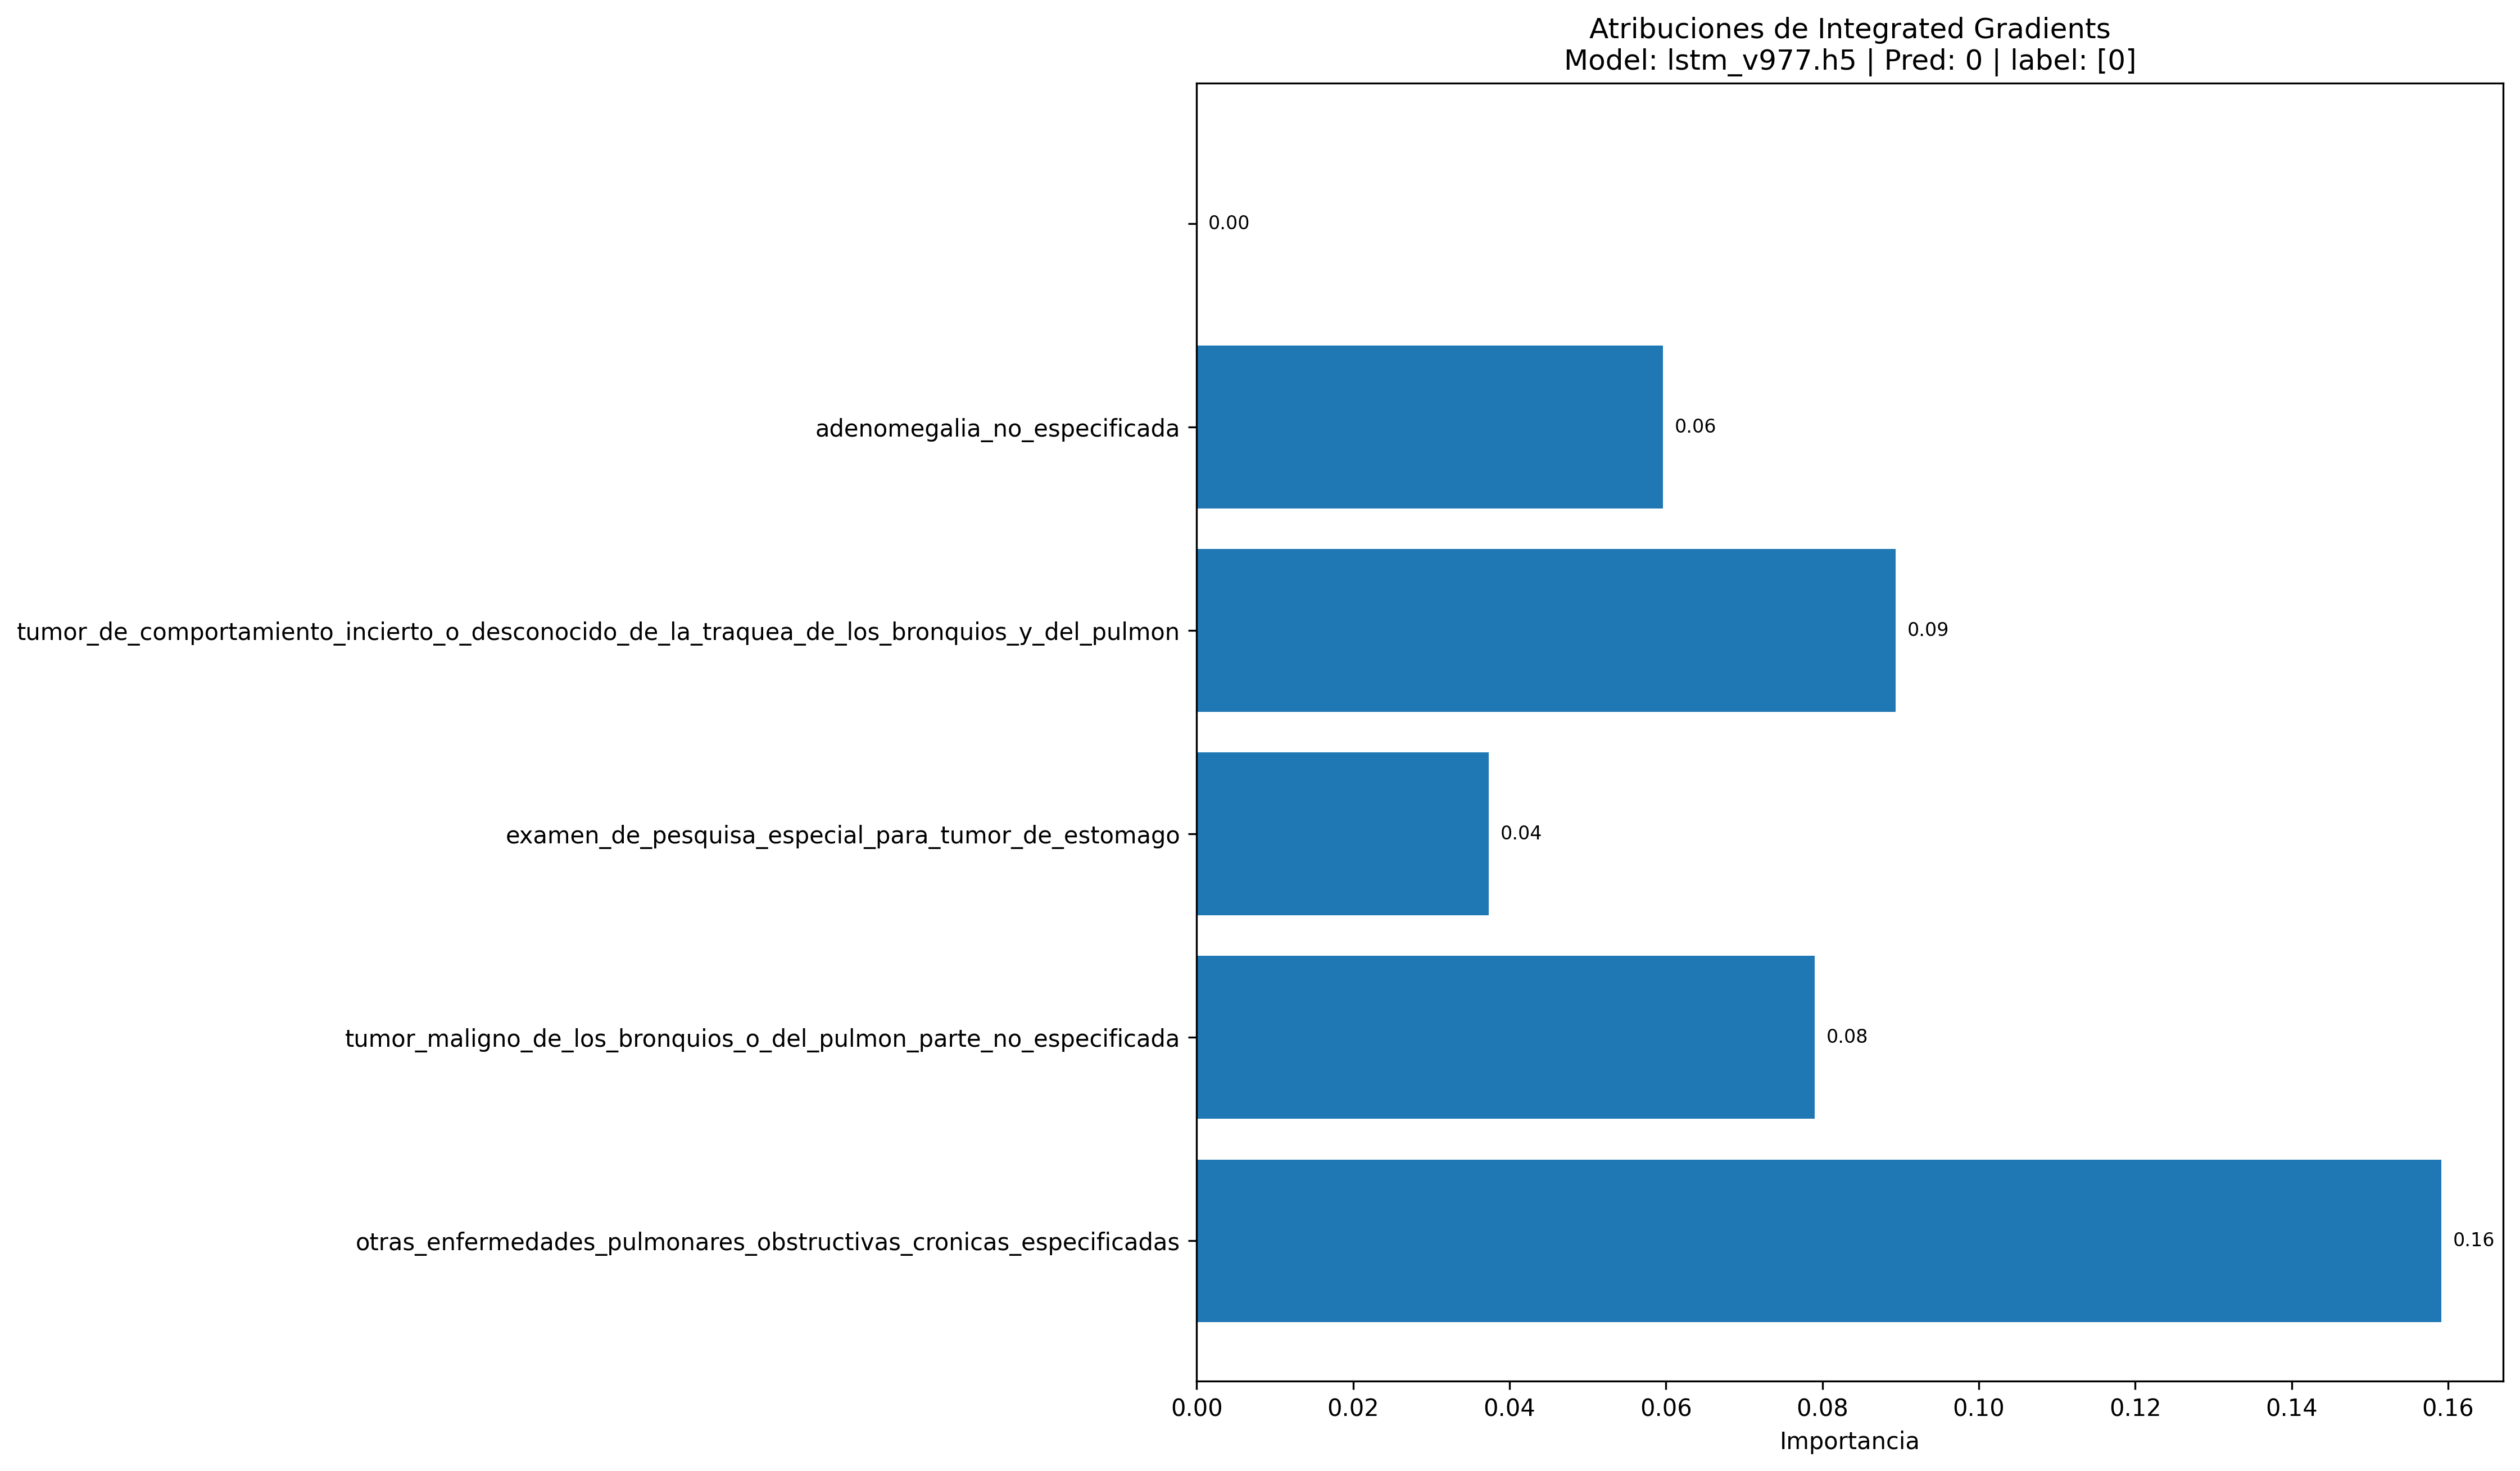 Atribuciones de Integrated Gradients
Model: lstm_v977.h5 | Pred: 0 | label: [0]
0.00
adenomegalia_no_especificada
0.06
tumor_de_comportamiento_incierto_o_desconocido_de_la_traquea_de_los_bronquios_y_del_pulmon
0.09
examen_de_pesquisa_especial_para_tumor_de_estomago
0.04
tumor_maligno_de_los_bronquios_o_del_pulmon_parte_no_especificada
0.08
otras_enfermedades_pulmonares_obstructivas_cronicas_especificadas
0.16
0.00 0.02 0.04 0.06 0.08 0.10 0.12 0.14 0.16
Importancia